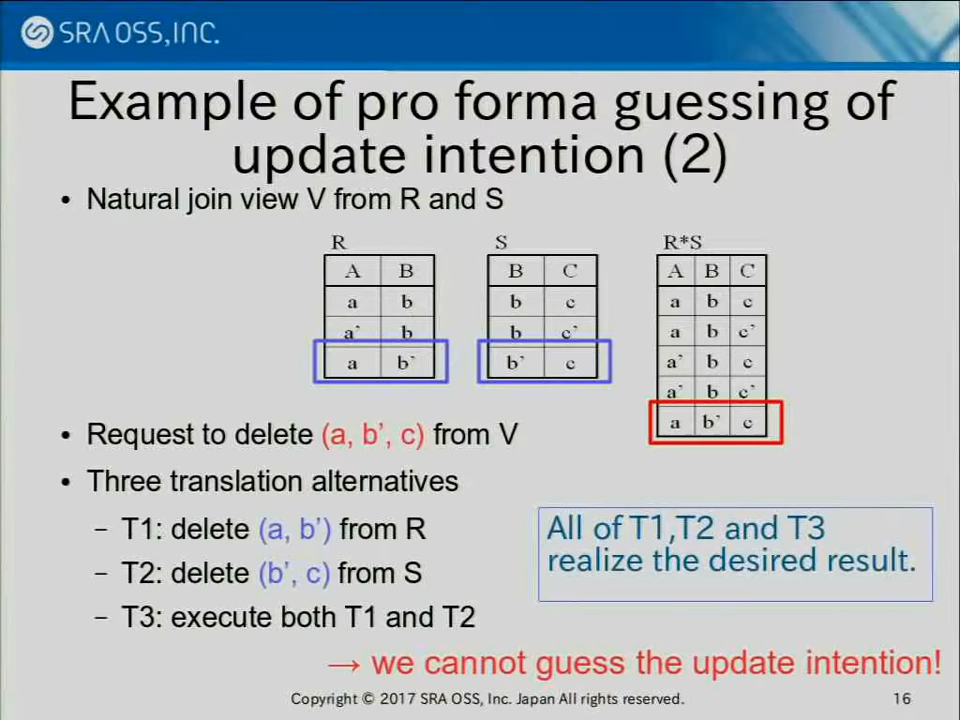 SRA OSS, INC.
Example of pro forma guessing of
update intention (2)
• Natural join view V from R and S
R
A B
a b
a’ b
a b’
S
B C
b c
b c’
b’ c
R*S
A B C
a b c
a b c’
a’ b c
a’ b c’
a b’ c
• Request to delete (a, b’, c) from V
• Three translation alternatives
– T1: delete (a, b’) from R
– T2: delete (b’, c) from S
– T3: execute both T1 and T2
All of T1,T2 and T3
realize the desired result.
→ we cannot guess the update intention!
Copyright © 2017 SRA OSS, Inc. Japan All rights reserved.
16